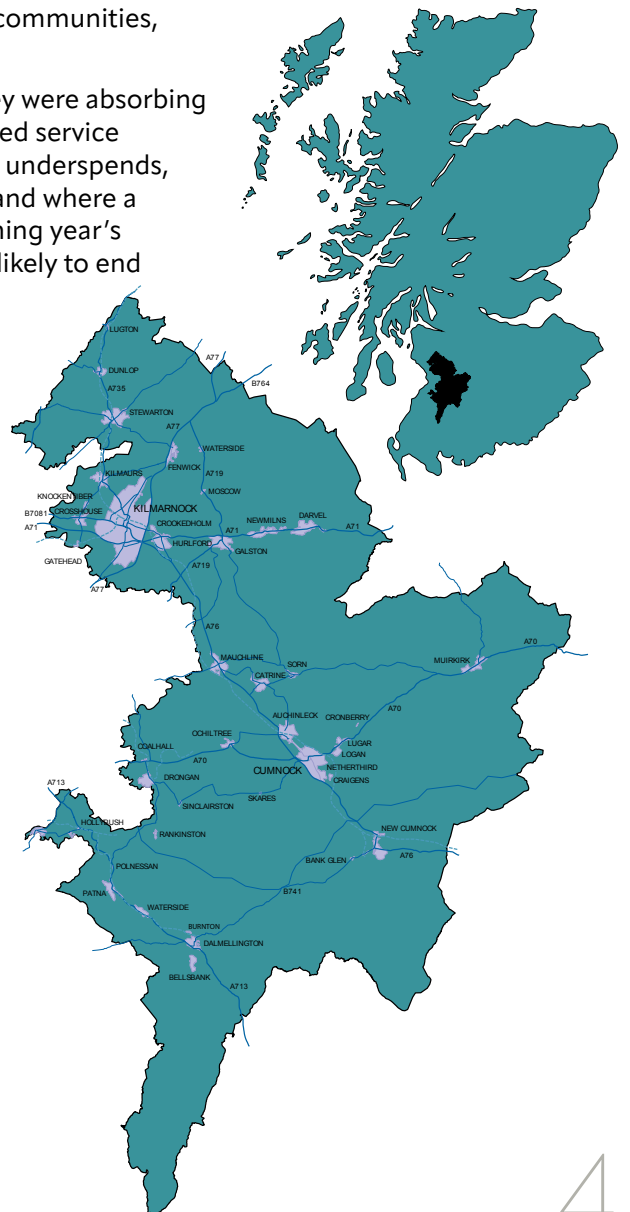 communities,
by were absorbing
ed service
underspends,
and where a
ning year's
likely to end
LUGTON
DUNLOP
A735
STEWARTON
A77
B764
A77
WATERSIDE
FENWICK
A719
KILMAURS
MOSCOW
KNOCKENTIBER
KILMARNOCK
B7081
CROSSHOUSE
CROOKEDHOLM
NEWMILNS
DARVEL
A71
A71
A71
HURLFORD
GALSTON
GATEHEAD
A719
A77
A76
MAUCHLINE
SORN
MUIRKIRK
A70
CATRINE
AUCHINLECK
CRONBERRY
A70
OCHILTREE
LUGAR
COALHALL
LOGAN
A70
NETHERTHIRD
CUMNOCK
CRAIGENS
DRONGAN
A713
SKARES
SINCLAIRSTON
HOLLYBUSH
RANKINSTON
NEW CUMNOCK
BANK GLEN
A76
POLNESSAN
B741
PATNA
WATERSIDE
BURNTON
DALMELLINGTON
BELLSBANK
A713